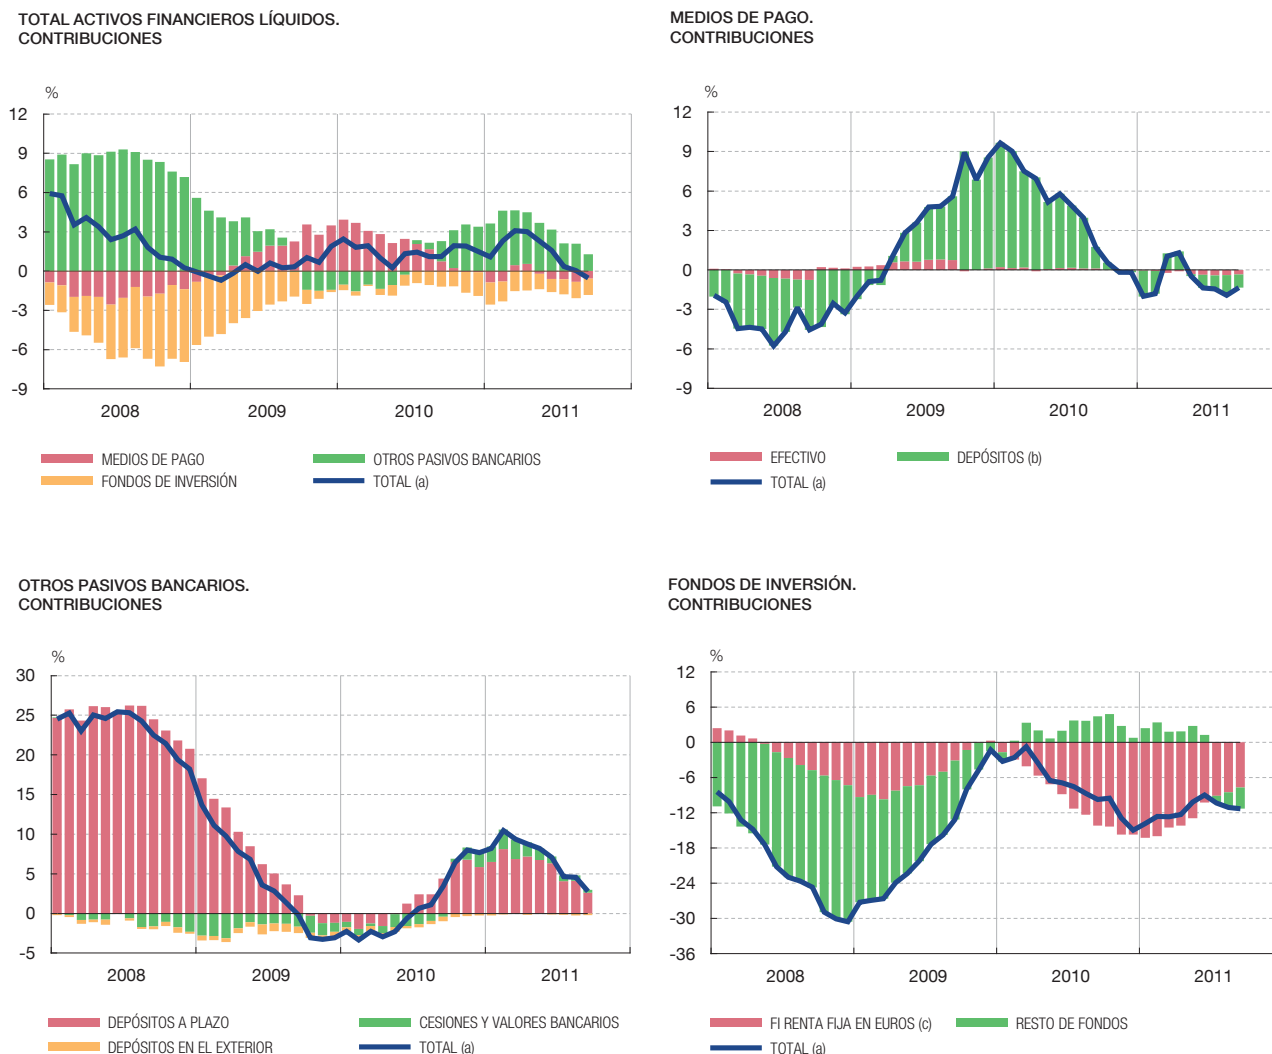 TOTAL ACTIVOS FINANCIEROS LÍQUIDOS.
CONTRIBUCIONES
%
12
9
6
3
0
-3
-6
-9
2008 2009 2010 2011
MEDIOS DE PAGO OTROS PASIVOS BANCARIOS
FONDOS DE INVERSIÓN TOTAL (a)
MEDIOS DE PAGO.
CONTRIBUCIONES
%
12
9
6
3
0
-3
-6
-9
2008 2009 2010 2011
EFECTIVO DEPÓSITOS (b)
TOTAL (a)
OTROS PASIVOS BANCARIOS.
CONTRIBUCIONES
%
30
25
20
15
10
5
0
-5
2008 2009 2010 2011
DEPÓSITOS A PLAZO CESIONES Y VALORES BANCARIOS
DEPÓSITOS EN EL EXTERIOR TOTAL (a)
FONDOS DE INVERSIÓN.
CONTRIBUCIONES
%
12
6
0
-6
-12
-18
-24
-30
-36
2008 2009 2010 2011
FI RENTA FIJA EN EUROS (c) RESTO DE FONDOS
TOTAL (a)